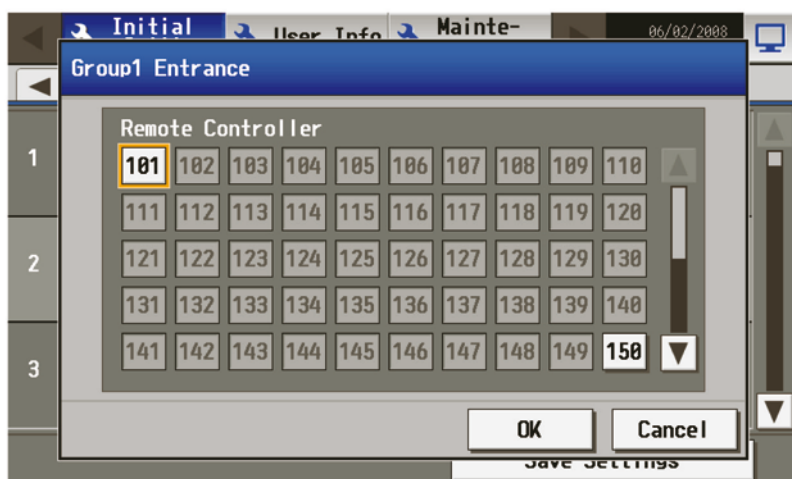 Initial User Info Mainte- 06/02/2008
Group1 Entrance
Remote Controller
1 101 102 103 104 105 106 107 108 109 110
111 112 113 114 115 116 117 118 119 120
2 121 122 123 124 125 126 127 128 129 130
131 132 133 134 135 136 137 138 139 140
3 141 142 143 144 145 146 147 148 149 150
OK Cancel
Save Settings